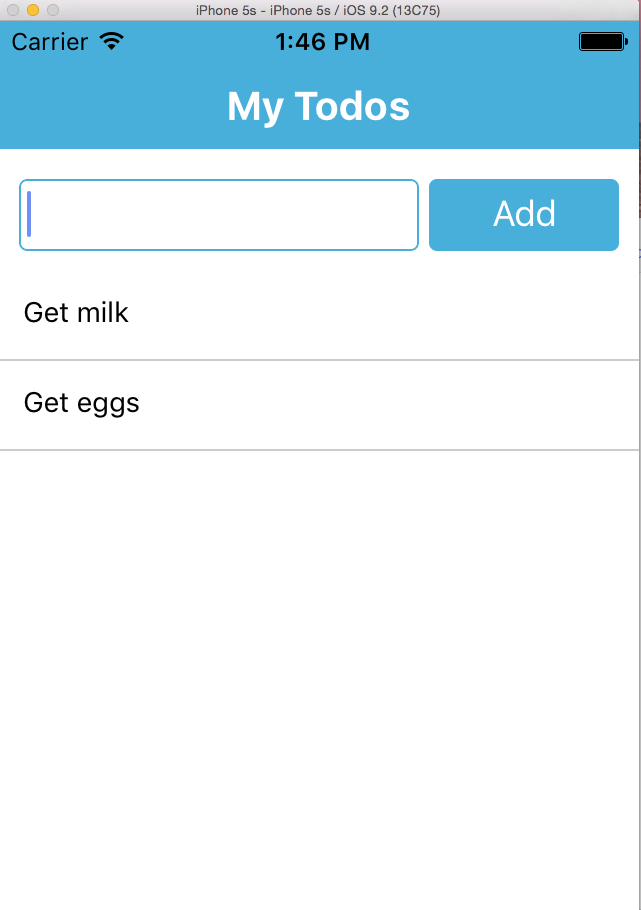 iPhone 5s - iPhone 5s / iOS 9.2 (13C75)
Carrier 1:46 PM
My Todos
Add
Get milk
Get eggs